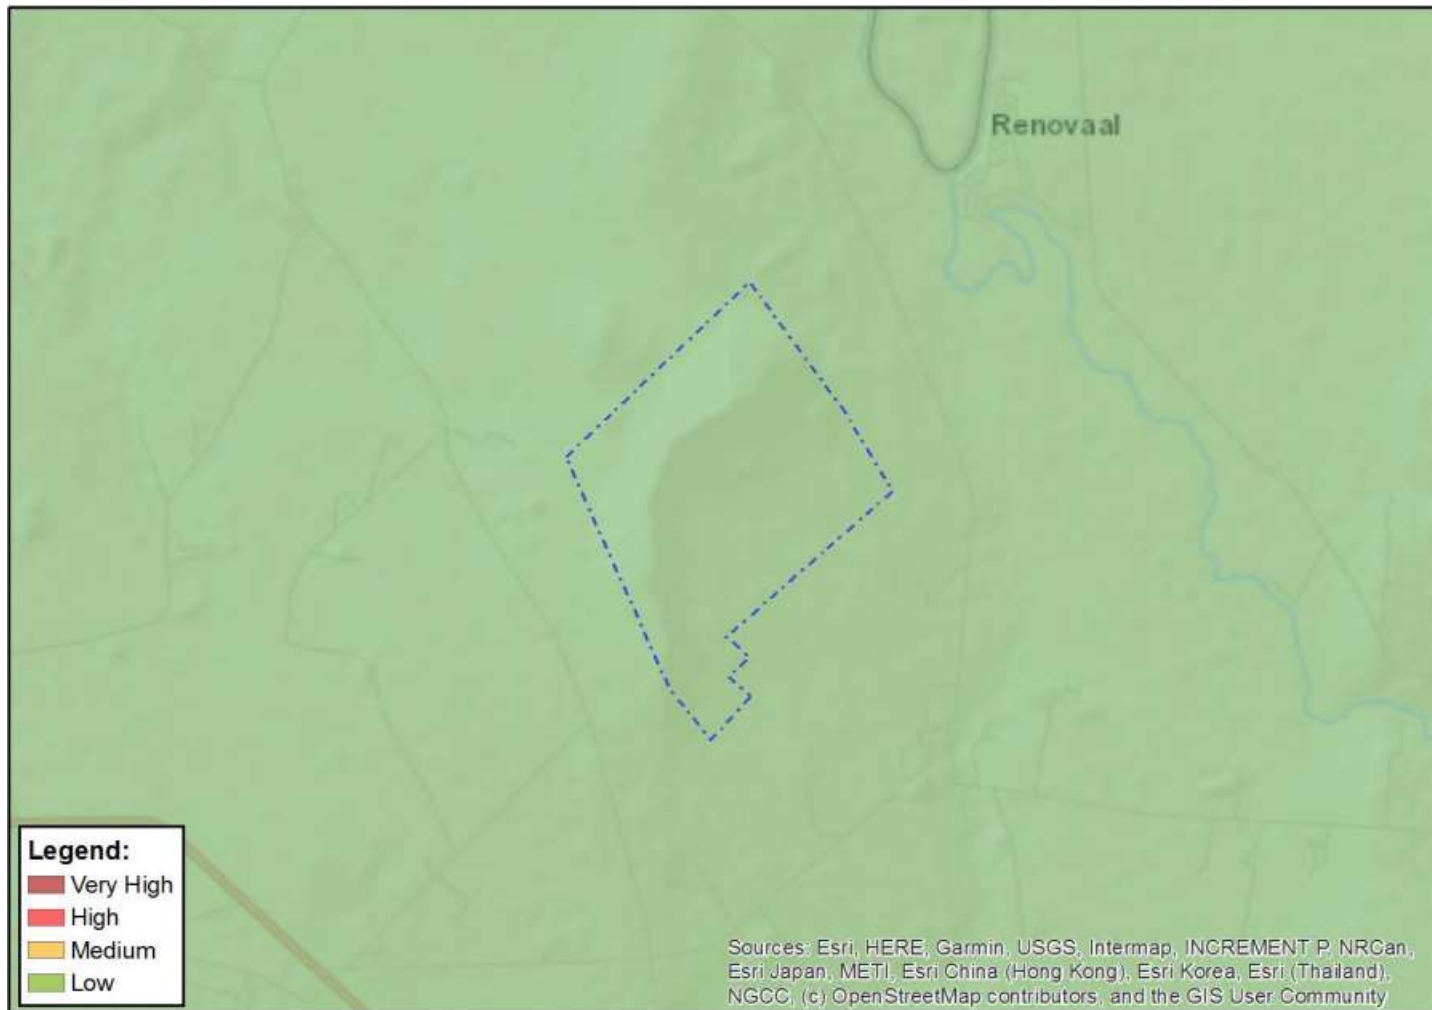 Renovaal
Legend:
Very High
High
Medium
Low
Sources: Esri, HERE, Garmin, USGS, Intermap, INCREMENT P, NRCan,
Esri Japan, METI, Esri China (Hong Kong), Esri Korea, Esri (Thailand),
NGCC, (c) OpenStreetMap contributors, and the GIS User Community